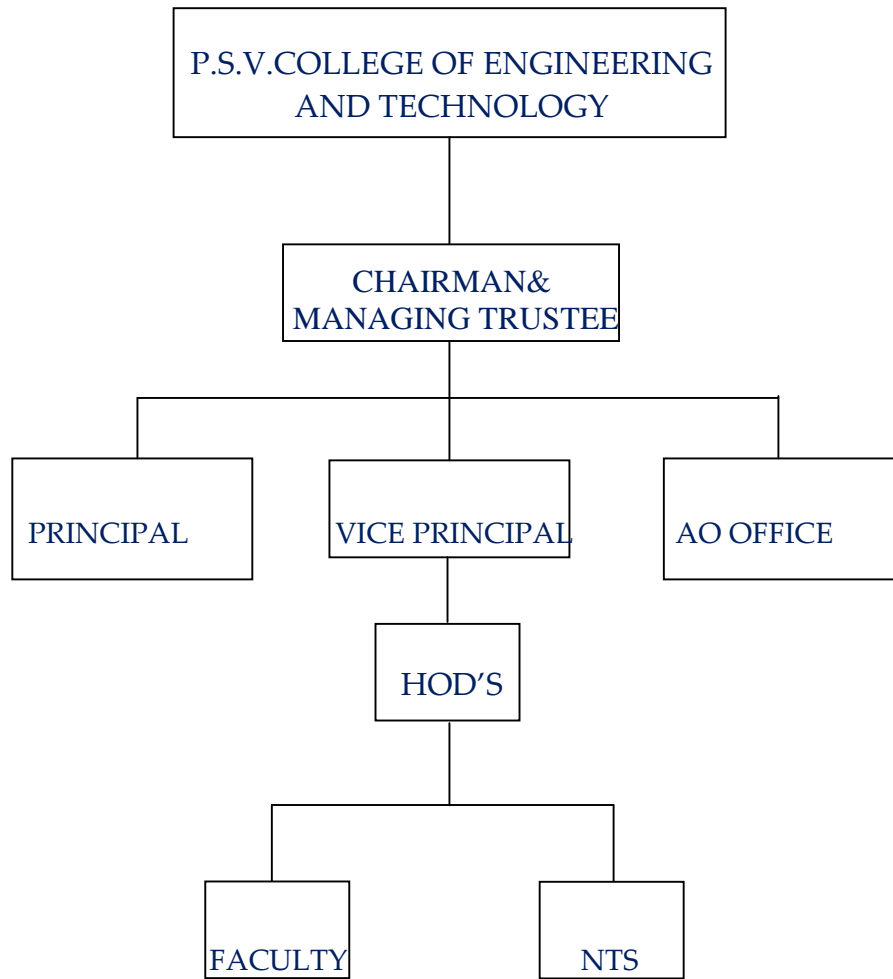 P.S.V.COLLEGE OF ENGINEERING
AND TECHNOLOGY
CHAIRMAN&
MANAGING TRUSTEE
PRINCIPAL
VICE PRINCIPAL
AO OFFICE
HOD’S
FACULTY
NTS